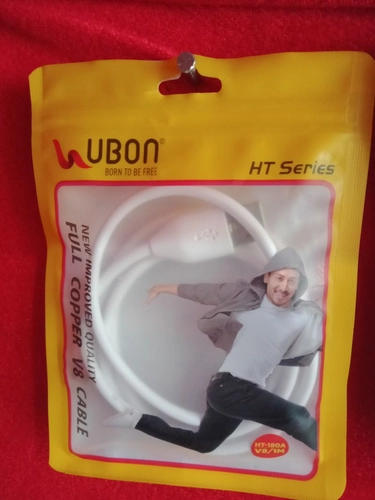 UBON®
BORN TO BE FREE
HT Series
NEW IMPROVED QUALITY
FULL COPPER V8 CABLE
HT-180A
V8/1M